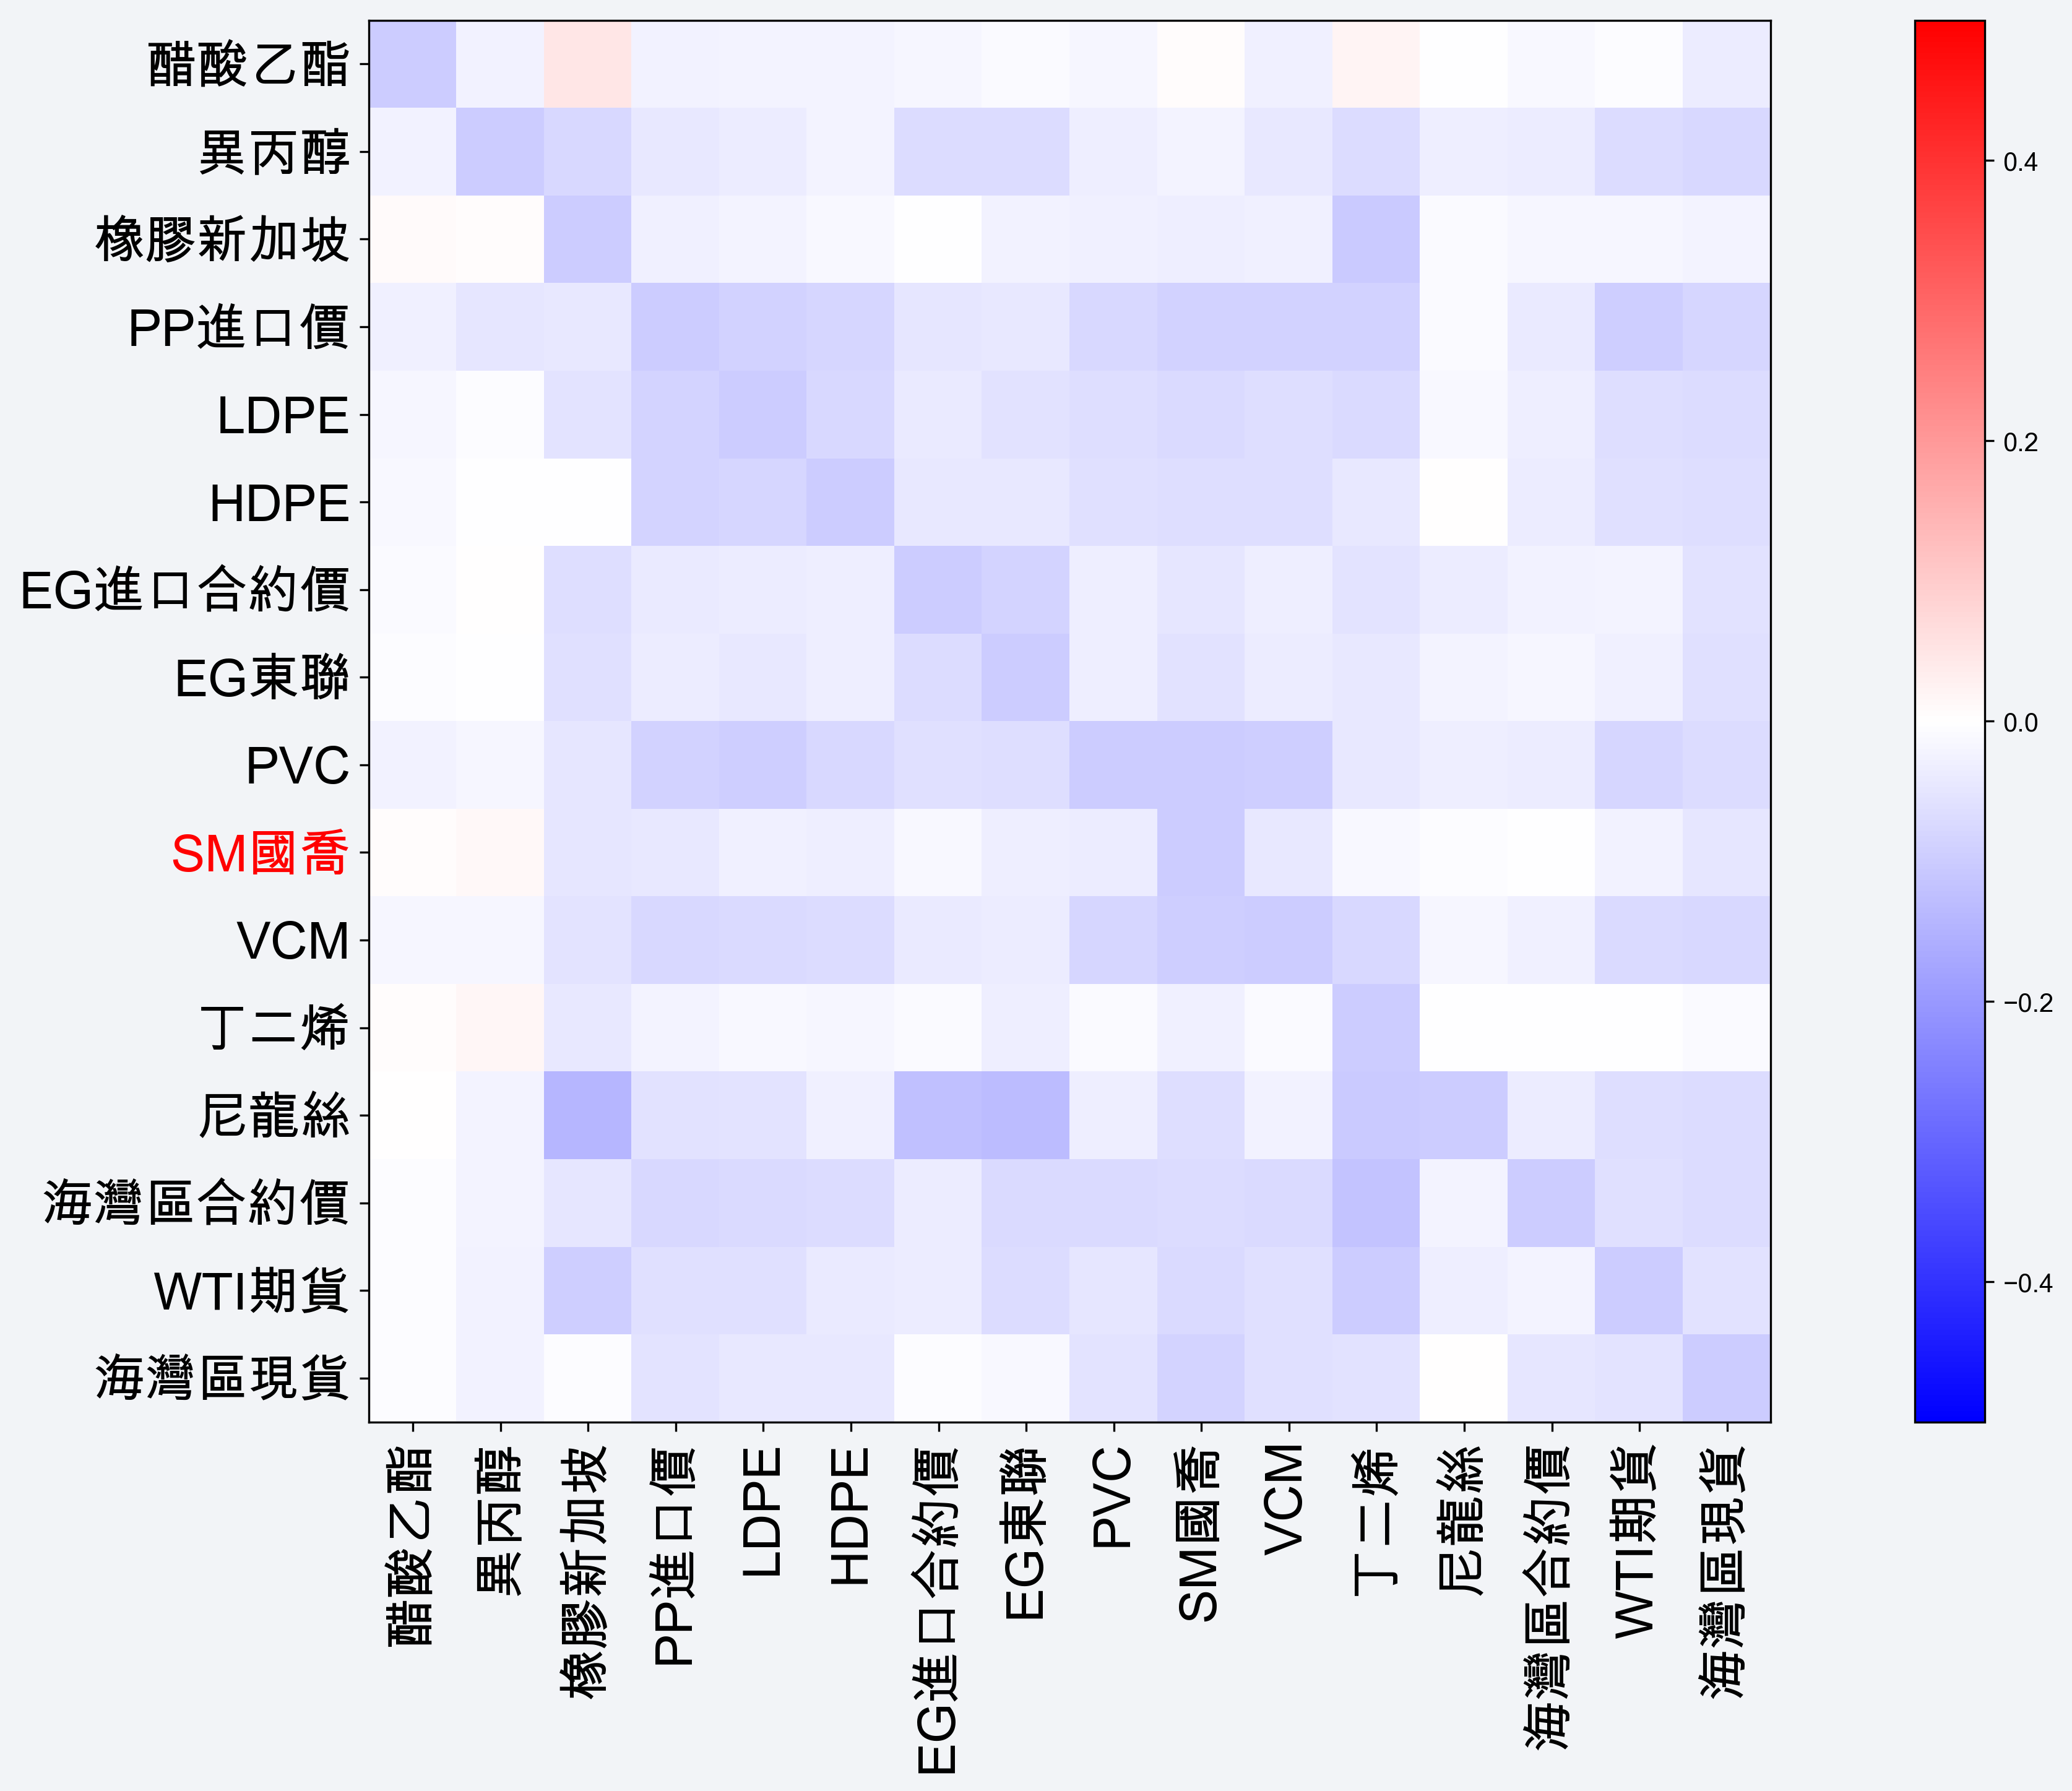 醋酸乙酯
異丙醇
橡膠新加坡
PP進口價
LDPE
HDPE
EG進口合約價
EG東聯
PVC
SM國喬
VCM
丁二烯
尼龍絲
海灣區合約價
WTI期貨
海灣區現貨
醋酸乙酯
異丙醇
橡膠新加坡
PP進口價
LDPE
HDPE
EG進口合約價
EG東聯
PVC
SM國喬
VCM
丁二烯
尼龍絲
海灣區合約價
WTI期貨
海灣區現貨
0.4
0.2
0.0
−0.2
−0.4